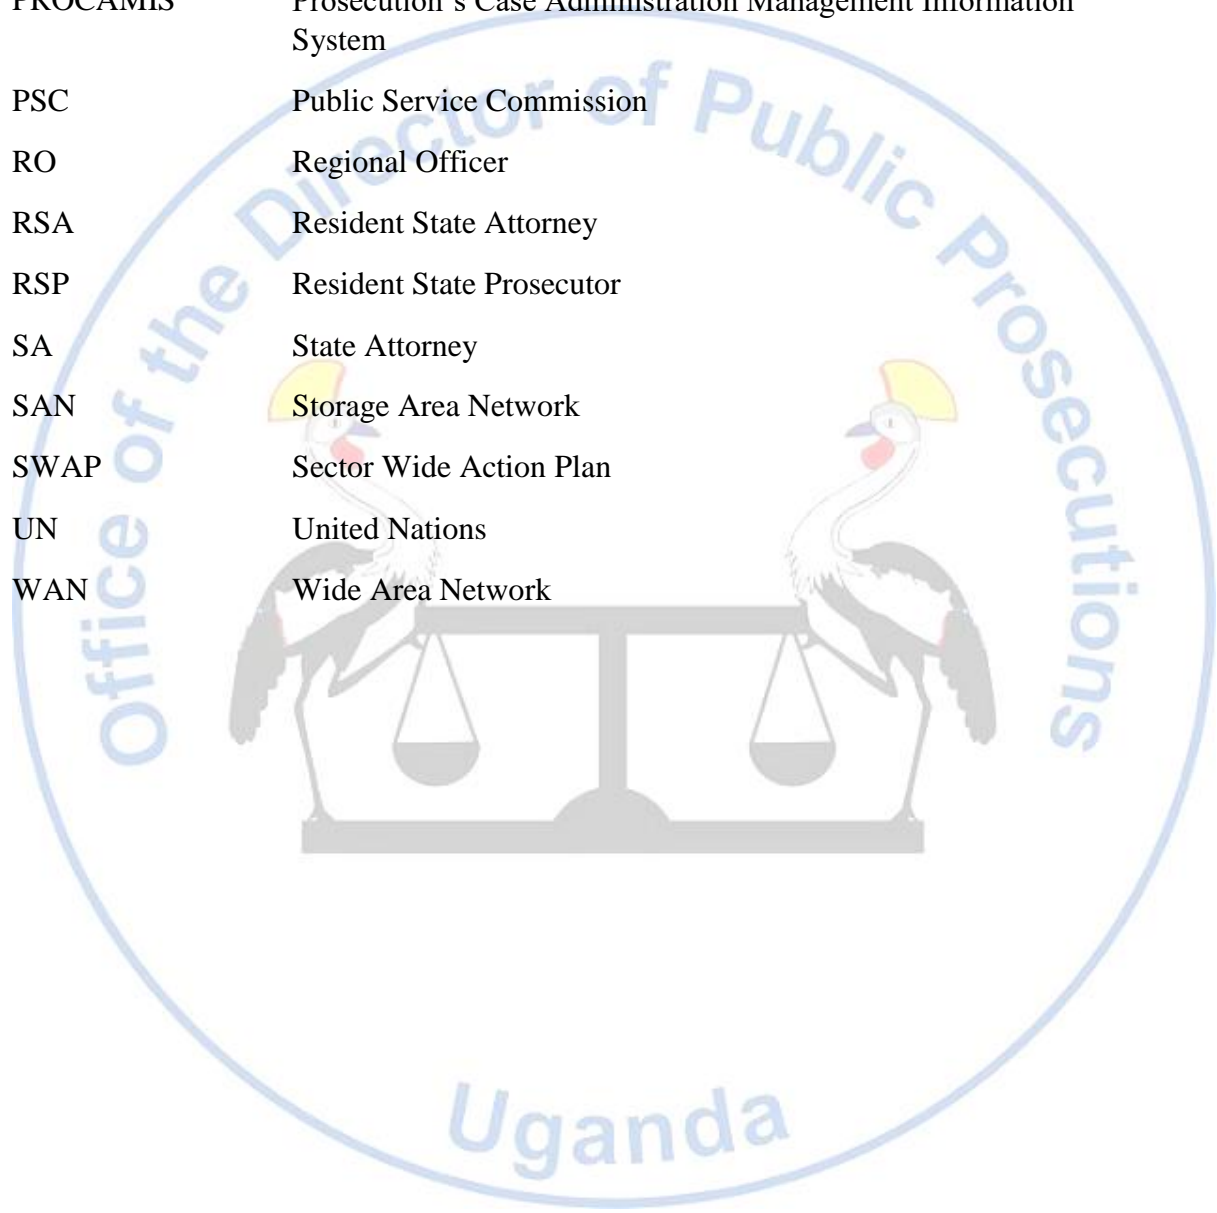 PROCAMIS Prosecution's Case Administration Management Information
System
PSC Public Service Commission
RO Regional Officer
RSA Resident State Attorney
RSP Resident State Prosecutor
SA State Attorney
SAN Storage Area Network
SWAP Sector Wide Action Plan
UN United Nations
WAN Wide Area Network
Office of the Director of Public Prosecutions
Uganda